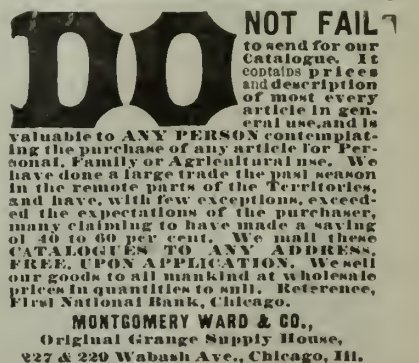 DO NOT FAIL
to send for our
Catalogue. It
contains prices
and description
of most every
article in gen-
eral use, and is
valuable to ANY PERSON contemplat-
ing the purchase of any article for Per-
sonal, Family or Agricultural use. We
have done a large trade the past season
in the remote parts of the Territories,
and have, with few exceptions, exceed-
ed the expectations of the purchaser,
many claiming to have made a saving
of 40 to 60 per cent. We mail these
CATALOGUES TO ANY ADDRESS,
FREE, UPON APPLICATION. We sell
our goods to all mankind at wholesale
prices in quantities to suit. Reference,
First National Bank, Chicago.
MONTGOMERY WARD & CO.,
Original Grange Supply House,
227 & 229 Wabash Ave., Chicago, Ill.